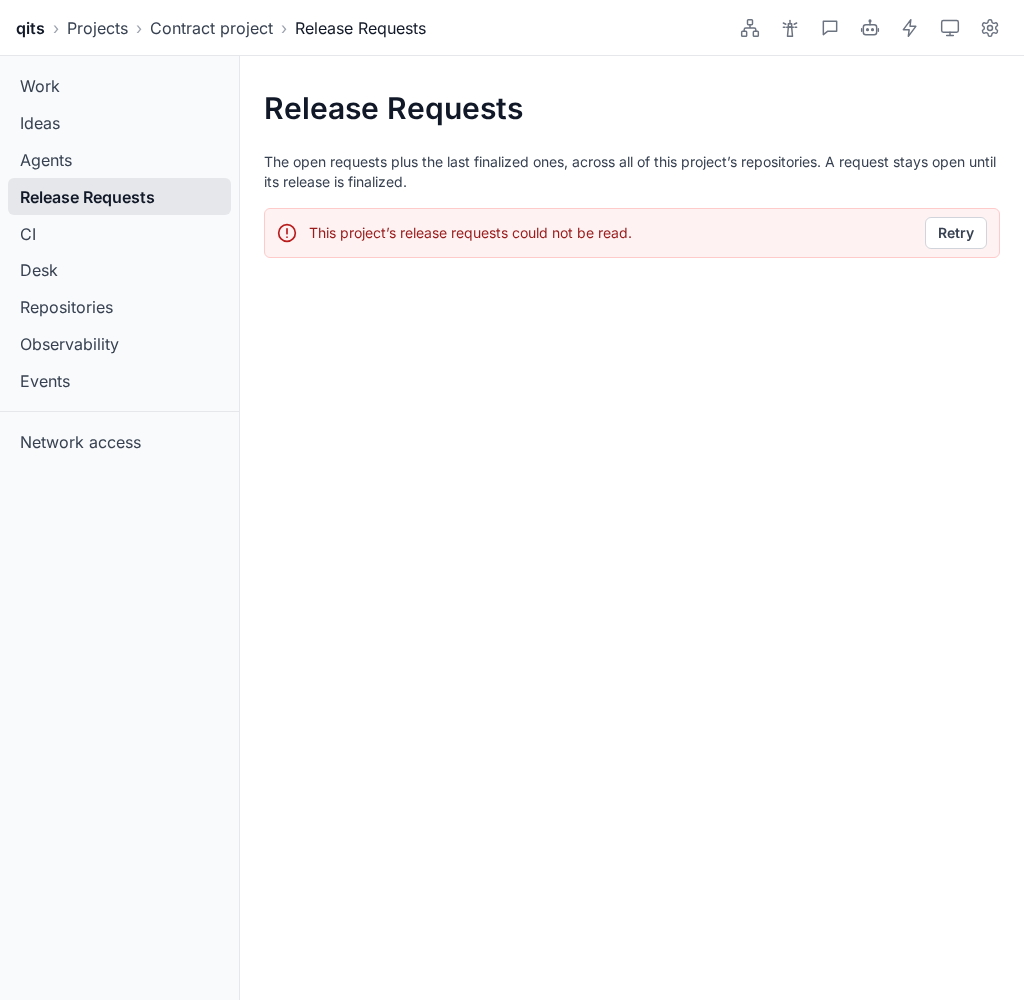 qits › Projects › Contract project › Release Requests
Work
Ideas
Agents
Release Requests
CI
Desk
Repositories
Observability
Events
Network access
Release Requests
The open requests plus the last finalized ones, across all of this project’s repositories. A request stays open until
its release is finalized.
This project’s release requests could not be read.
Retry